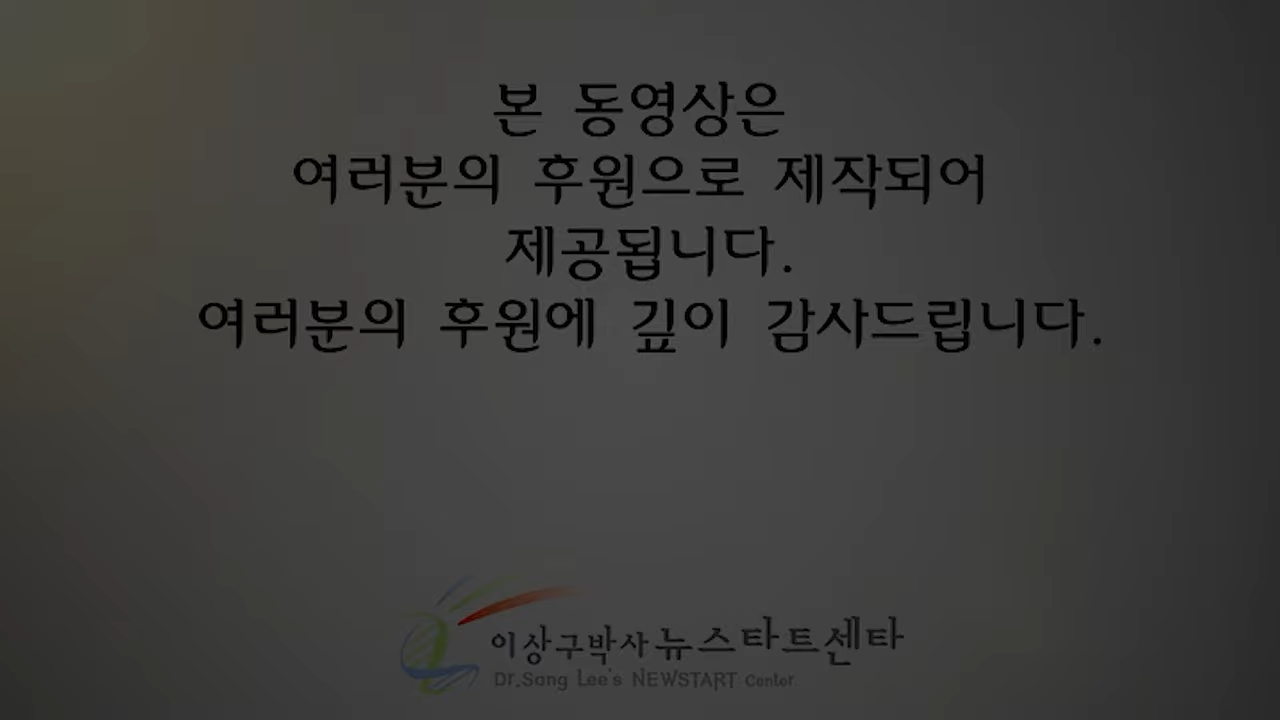 본 동영상은
여러분의 후원으로 제작되어
제공됩니다.
여러분의 후원에 깊이 감사드립니다.
이상구박사 뉴스타트센타
Dr.Sang Lee's NEWSTART Center.